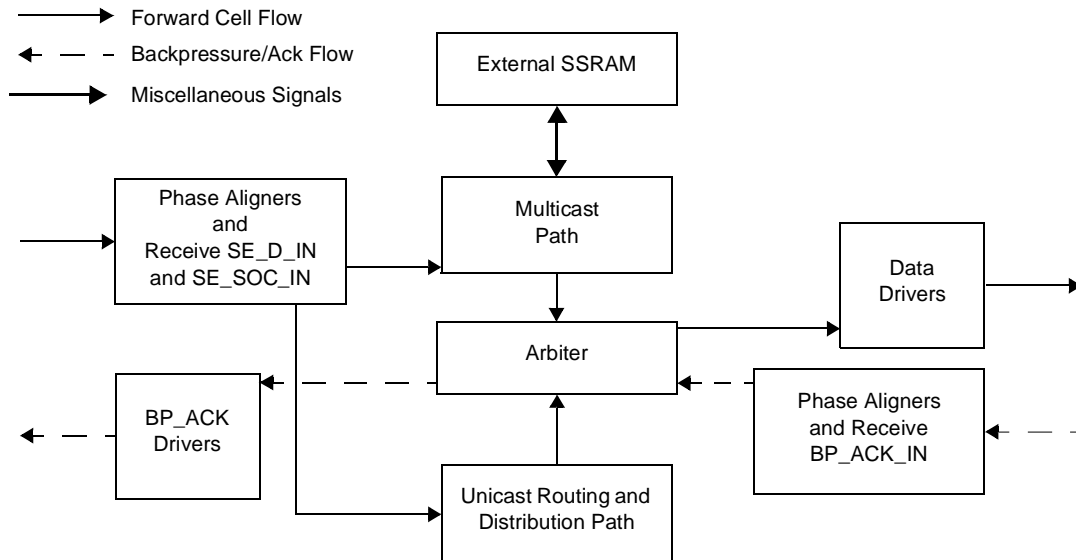 Forward Cell Flow
Backpressure/Ack Flow
Miscellaneous Signals
External SSRAM
Phase Aligners
and
Receive SE_D_IN
and SE_SOC_IN
Multicast
Path
Data
Drivers
Arbiter
BP_ACK
Drivers
Phase Aligners
and Receive
BP_ACK_IN
Unicast Routing and
Distribution Path